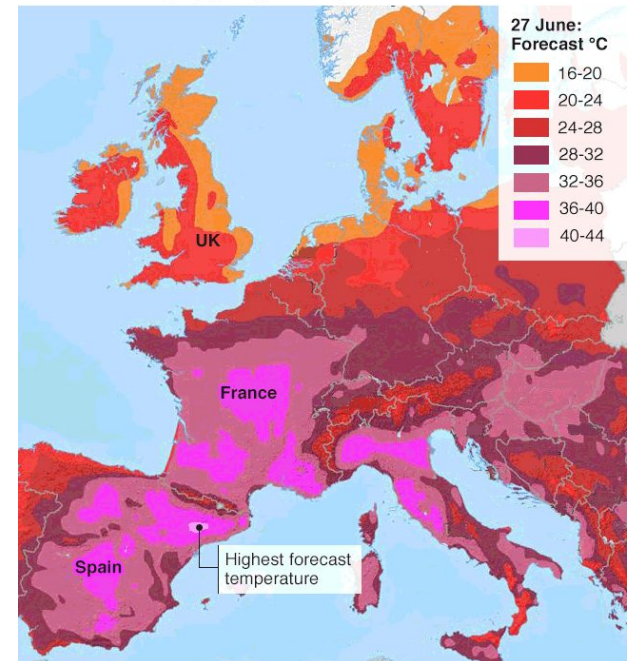 27 June:
Forecast °C
16-20
20-24
24-28
28-32
32-36
36-40
40-44
UK
France
Spain
Highest forecast
temperature